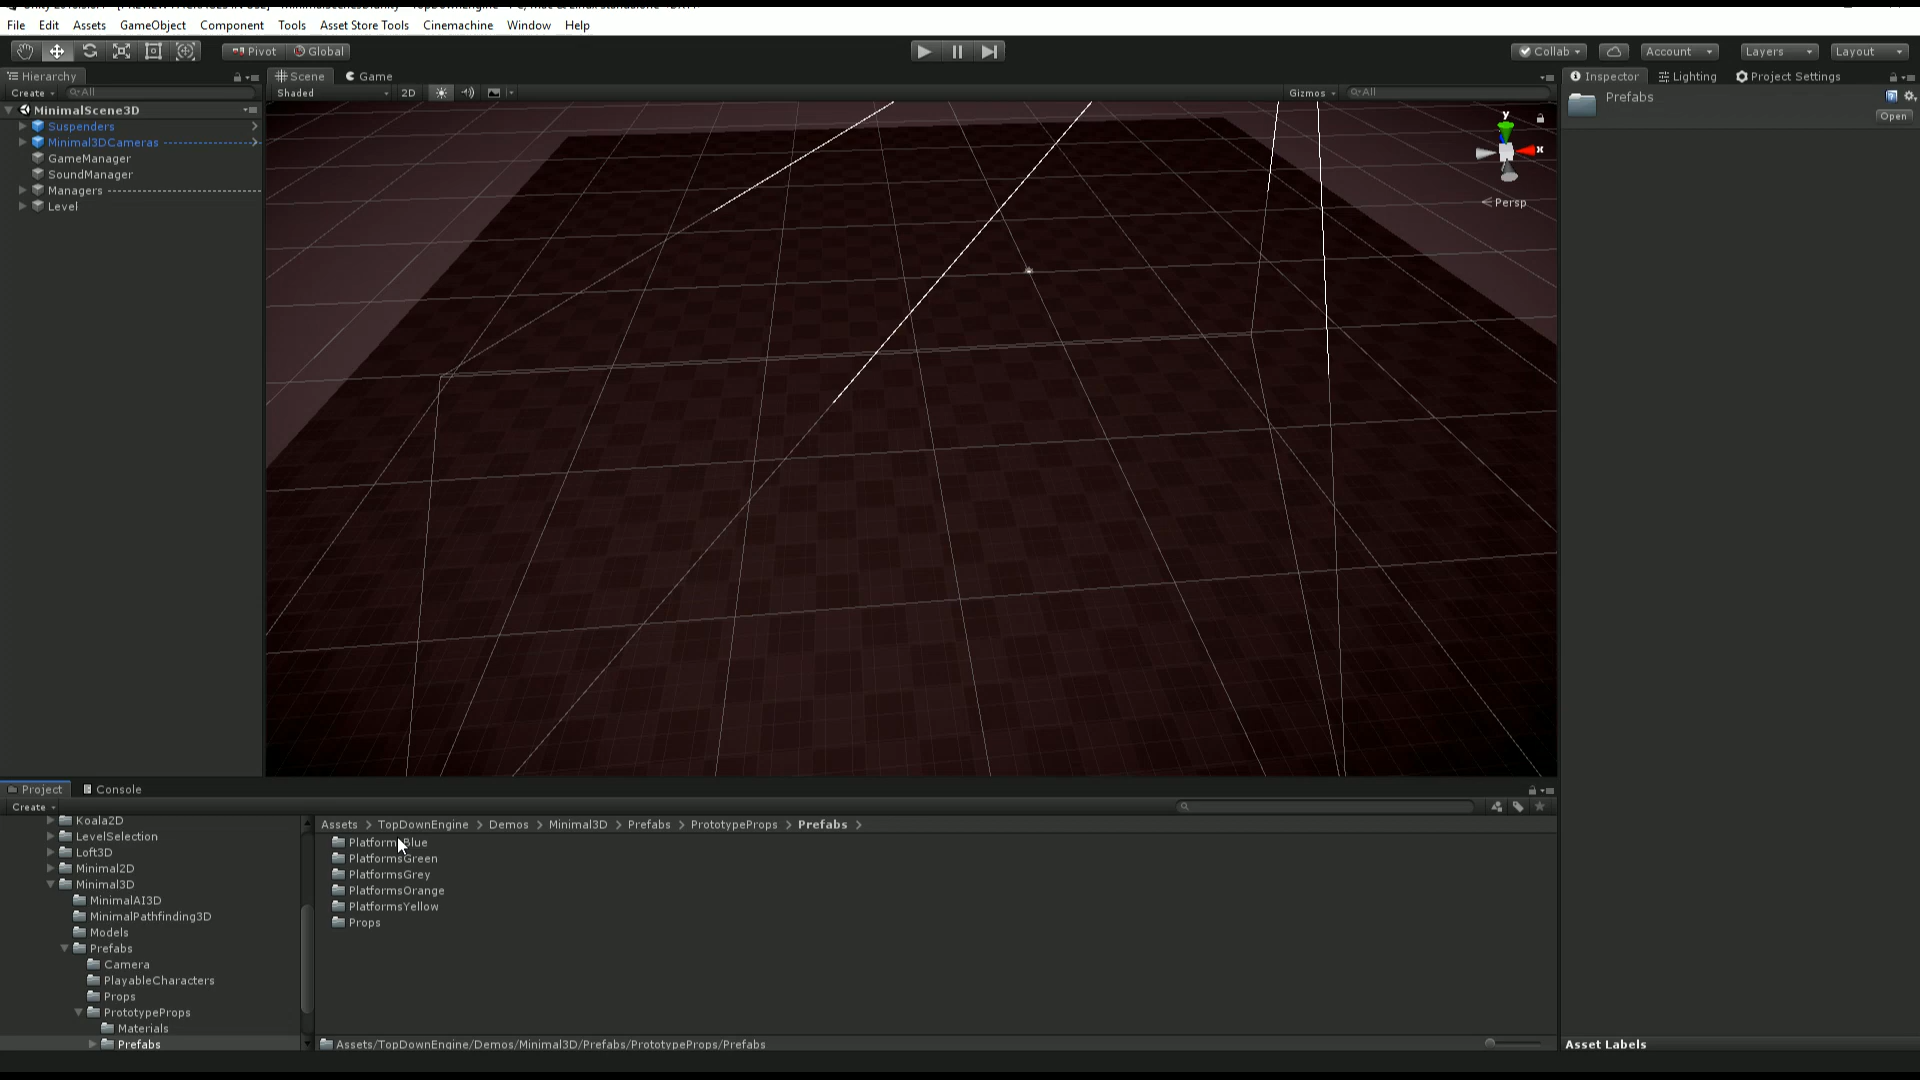 File Edit Assets GameObject Component Tools Asset Store Tools Cinemachine Window Help
Pivot Global Collab Account Layers Layout
Hierarchy
Create All
MinimalScene3D
Suspenders
Minimal3DCameras
GameManager
SoundManager
Managers
Level
Scene Game
Shaded 2D Gizmos All
y
x
Persp
Inspector Lighting Project Settings
Prefabs
Open
Project Console
Create
Koala2D
LevelSelection
Loft3D
Minimal2D
Minimal3D
MinimalAI3D
MinimalPathfinding3D
Models
Prefabs
Camera
PlayableCharacters
Props
PrototypeProps
Materials
Prefabs
Assets > TopDownEngine > Demos > Minimal3D > Prefabs > PrototypeProps > Prefabs >
PlatformsBlue
PlatformsGreen
PlatformsGrey
PlatformsOrange
PlatformsYellow
Props
Assets/TopDownEngine/Demos/Minimal3D/Prefabs/PrototypeProps/Prefabs
Asset Labels